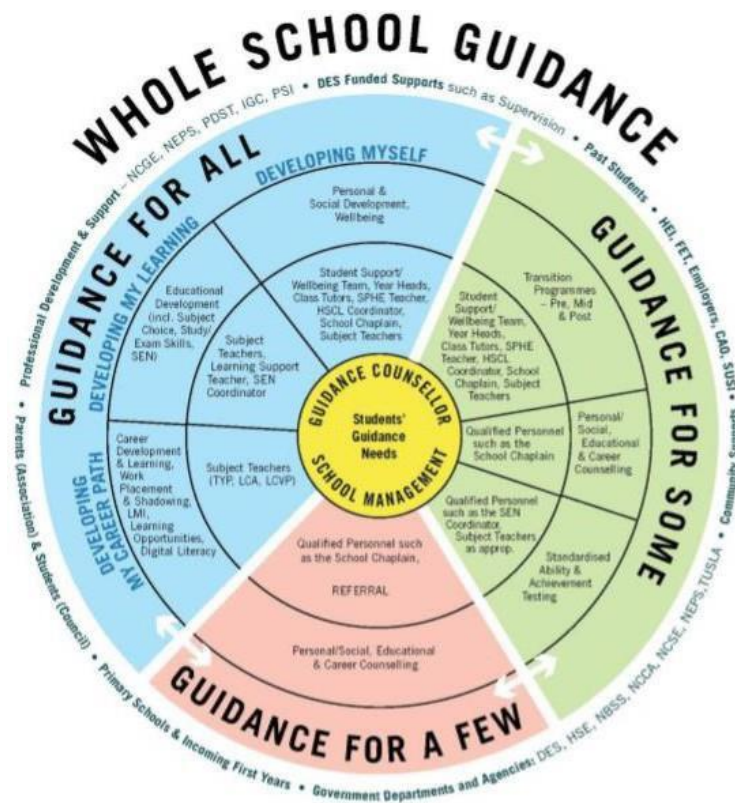 WHOLE SCHOOL GUIDANCE
Professional Development & Support – NCGE, NEPS, PDST, IGC, PSI • DES Funded Supports such as Supervision • Past Students • HEI, FET, Employers, CAO, SUSI •
Community Supports
• Government Departments and Agencies: DES, HSE, NBSS, NCCA, NCSE, NEPS, TUSLA
• Primary Schools & Incoming First Years
• Parents (Association) & Students (Council)
GUIDANCE FOR ALL
DEVELOPING MYSELF
Personal &
Social Development,
Wellbeing
Student Support/
Wellbeing Team, Year Heads,
Class Tutors, SPHE Teacher,
HSCL Coordinator,
School Chaplain,
Subject Teachers
DEVELOPING MY LEARNING
Educational
Development
(incl. Subject
Choice, Study/
Exam Skills,
SEN)
Subject
Teachers,
Learning Support
Teacher, SEN
Coordinator
DEVELOPING
MY CAREER PATH
Career
Development
& Learning, Work
Placement
& Shadowing,
LMI,
Learning
Opportunities,
Digital Literacy
Subject Teachers
(TYP, LCA, LCVP)
GUIDANCE COUNSELLOR
Students'
Guidance
Needs
SCHOOL MANAGEMENT
GUIDANCE FOR SOME
Transition
Programmes
– Pre, Mid
& Post
Student
Support/
Wellbeing Team,
Year Heads,
Class Tutors, SPHE
Teacher, HSCL
Coordinator, School
Chaplain, Subject
Teachers
Personal/
Social,
Educational
& Career
Counselling
Qualified Personnel
such as the
School Chaplain
Qualified Personnel
such as the SEN
Coordinator,
Subject Teachers
as approp.
Standardised
Ability &
Achievement
Testing
Qualified Personnel such
as the School Chaplain,
REFERRAL
Personal/Social, Educational
& Career Counselling
GUIDANCE FOR A FEW